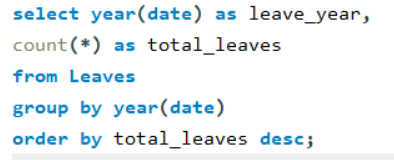 select year(date) as leave_year,
count(*) as total_leaves
from Leaves
group by year(date)
order by total_leaves desc;